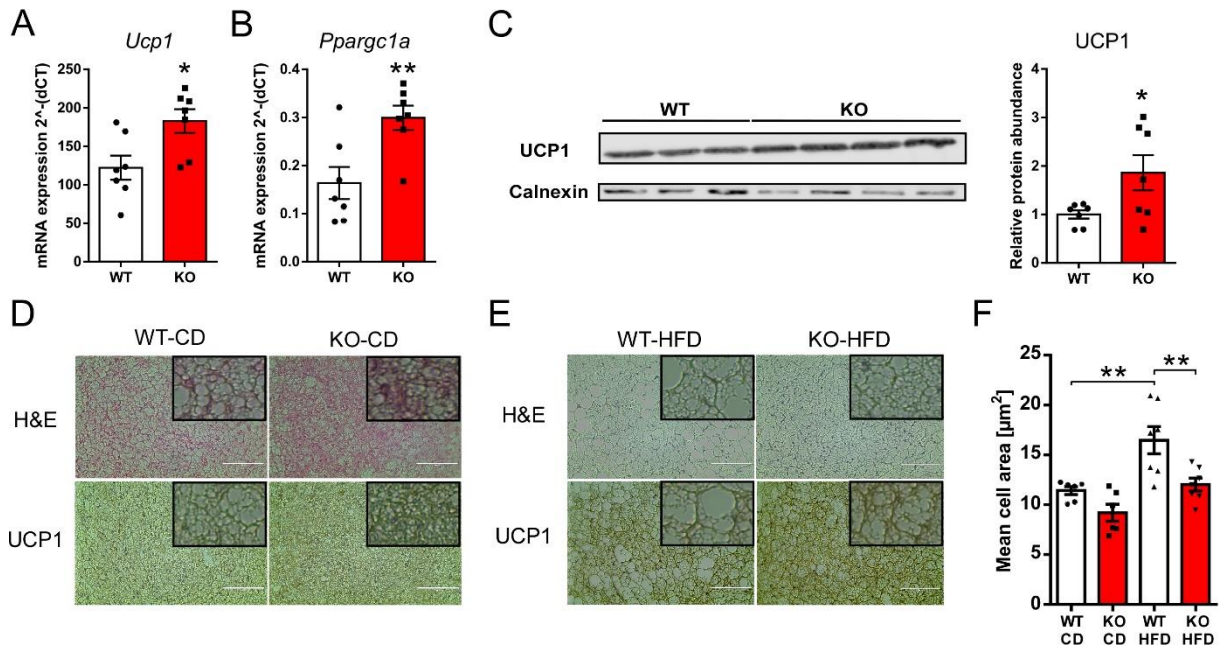 A
Ucp1
mRNA expression 2^-(dCT)
250
200
150
100
50
0
*
WT
KO
B
Ppargc1a
mRNA expression 2^-(dCT)
0.4
0.3
0.2
0.1
0.0
**
WT
KO
C
WT
KO
UCP1
Calnexin
UCP1
Relative protein abundance
4
3
2
1
0
*
WT
KO
D
WT-CD
KO-CD
H&E
UCP1
E
WT-HFD
KO-HFD
H&E
UCP1
F
Mean cell area [µm²]
25
20
15
10
5
0
**
**
WT KO WT KO
CD CD HFD HFD